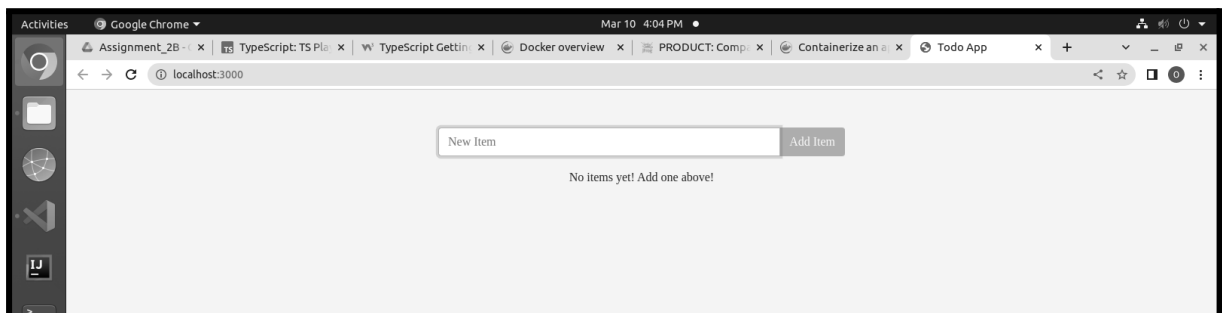 Activities Google Chrome Mar 10 4:04 PM
Assignment_2B - TypeScript: TS Pla TypeScript Gettin Docker overview PRODUCT: Comp Containerize an a Todo App
localhost:3000 O
New Item Add Item
No items yet! Add one above!
IJ